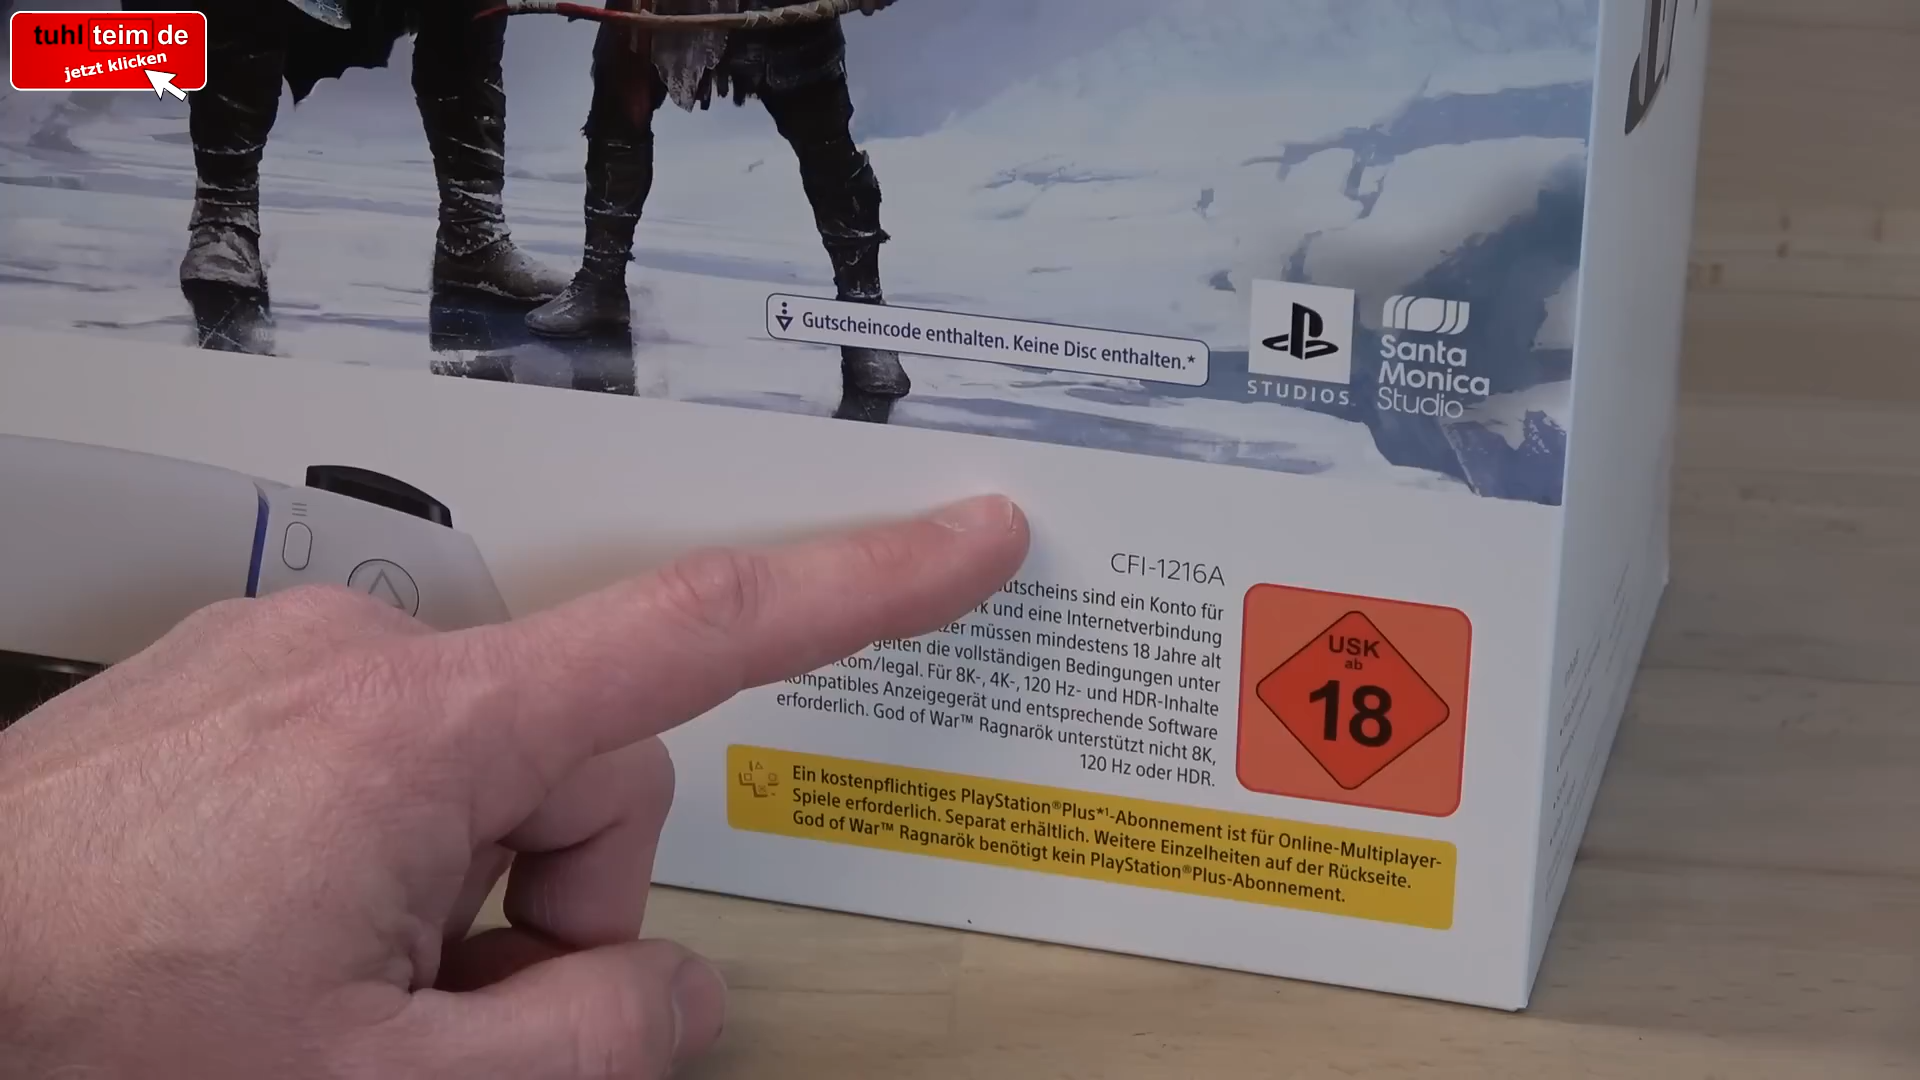 tuhl teim de
jetzt klicken
Gutscheincode enthalten. Keine Disc enthalten.*
STUDIOS
Santa
Monica
Studio
CFI-1216A
sind ein Konto für
und eine Internetverbindung
müssen mindestens 18 Jahre alt
die vollständigen Bedingungen unter
.com/legal. Für 8K-, 4K-, 120 Hz- und HDR-Inhalte
Anzeigegerät und entsprechende Software
erforderlich. God of War™ Ragnarök unterstützt nicht 8K,
120 Hz oder HDR.
USK
ab
18
Ein kostenpflichtiges PlayStation®Plus*¹-Abonnement ist für Online-Multiplayer-
Spiele erforderlich. Separat erhältlich. Weitere Einzelheiten auf der Rückseite.
God of War™ Ragnarök benötigt kein PlayStation®Plus-Abonnement.